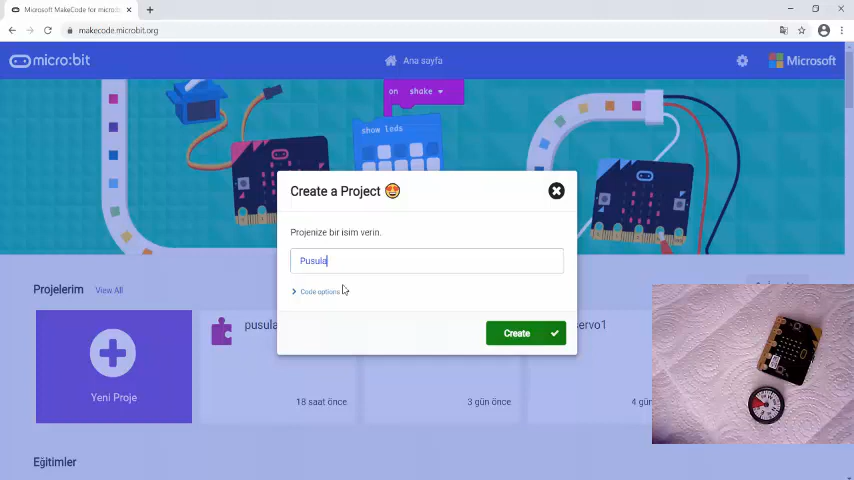 Microsoft MakeCode for micro:b
makecode.microbit.org
micro:bit
Ana sayfa
Microsoft
on shake
show leds
Create a Project 😍
Projenize bir isim verin.
Pusula
Code options
Create
Projelerim
View All
Yeni Proje
pusula
18 saat önce
3 gün önce
servo1
4 gün
Eğitimler